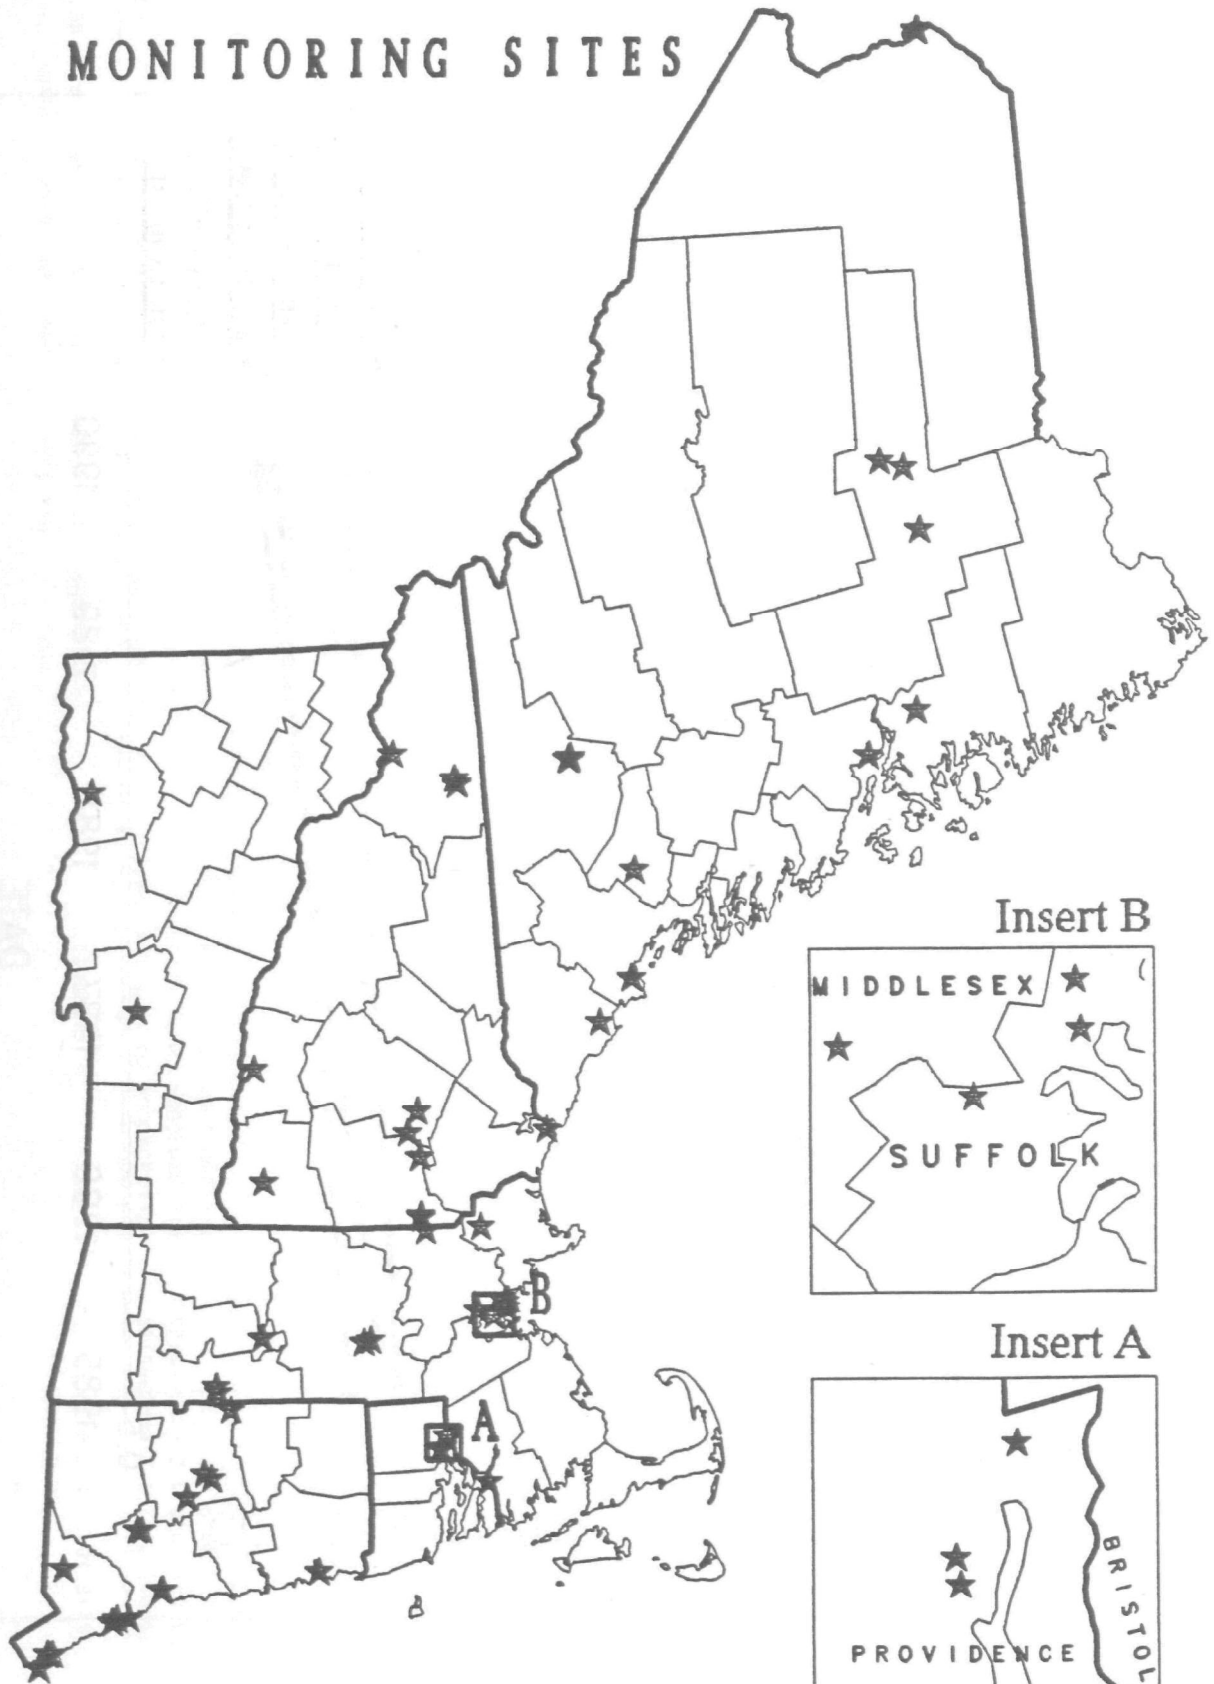 MONITORING SITES
Insert B
MIDDLESEX
SUFFOLK
B
Insert A
A
BRISTOL
PROVIDENCE